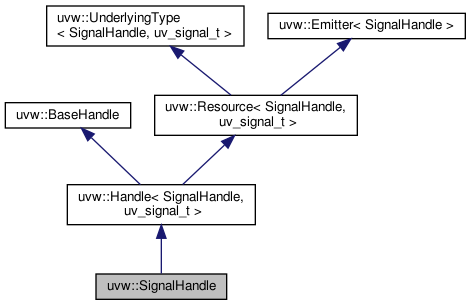 uvw::UnderlyingType
< SignalHandle, uv_signal_t >
uvw::Emitter< SignalHandle >
uvw::Resource< SignalHandle,
uv_signal_t >
uvw::BaseHandle
uvw::Handle< SignalHandle,
uv_signal_t >
uvw::SignalHandle